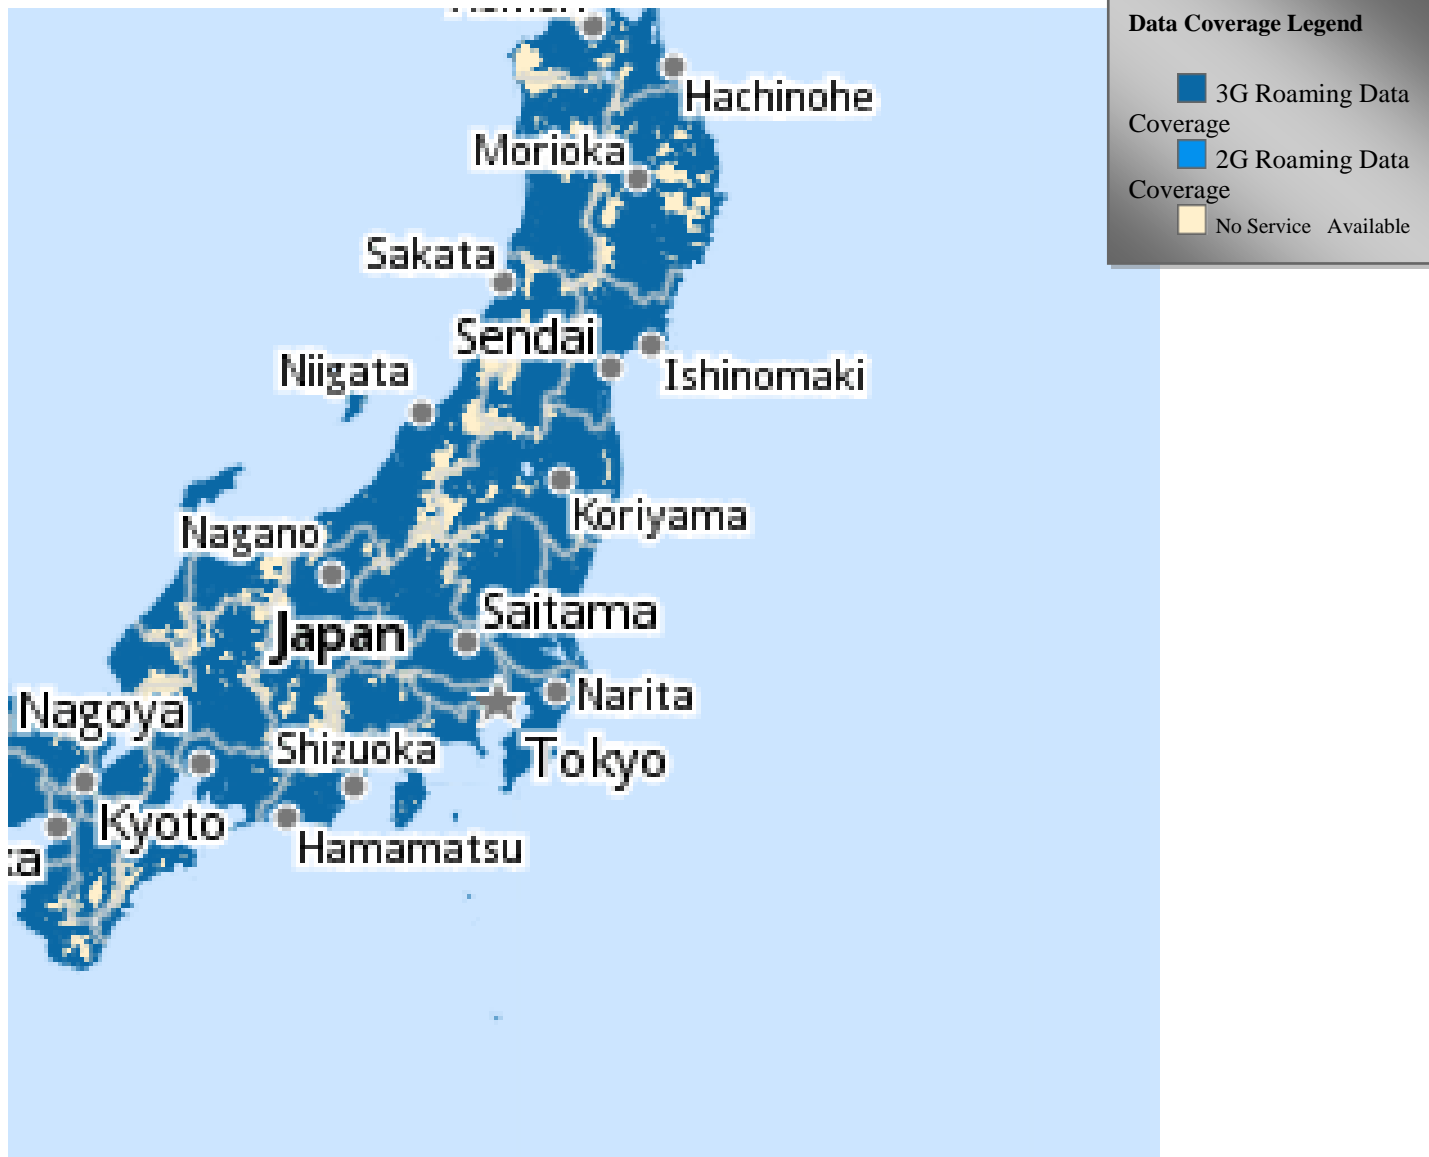 Data Coverage Legend
3G Roaming Data
Coverage
2G Roaming Data
Coverage
No Service Available
Hachinohe
Morioka
Sakata
Sendai
Ishinomaki
Niigata
Koriyama
Nagano
Saitama
Japan
Narita
Nagoya
Shizuoka
Tokyo
Kyoto
Hamamatsu